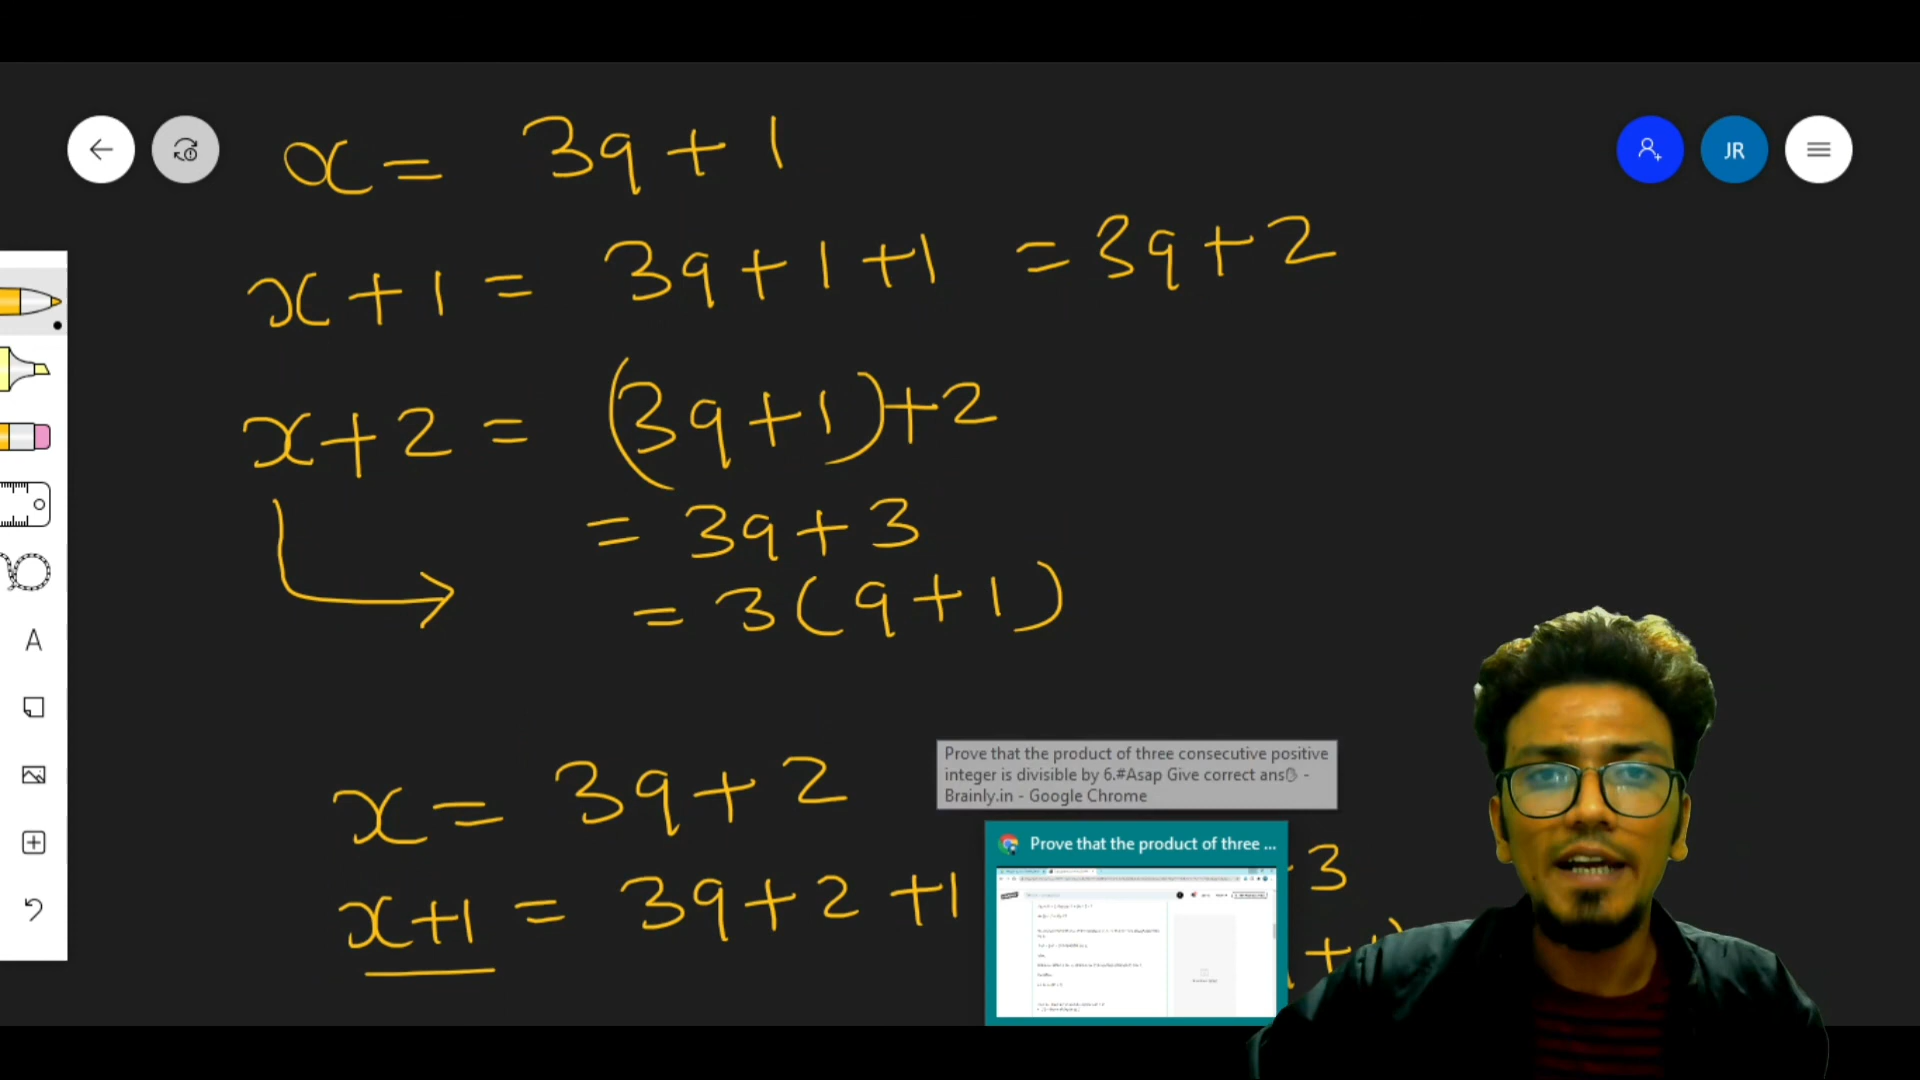 x = 3q + 1
JR
x + 1 = 3q + 1 + 1 = 3q + 2
x + 2 = (3q + 1) + 2
= 3q + 3
= 3 (q + 1)
A
Prove that the product of three consecutive positive
integer is divisible by 6.#Asap Give correct ans✋ -
Brainly.in - Google Chrome
x = 3q + 2
Prove that the product of three ...
x+1 = 3q + 2 + 1
3
+ 1)